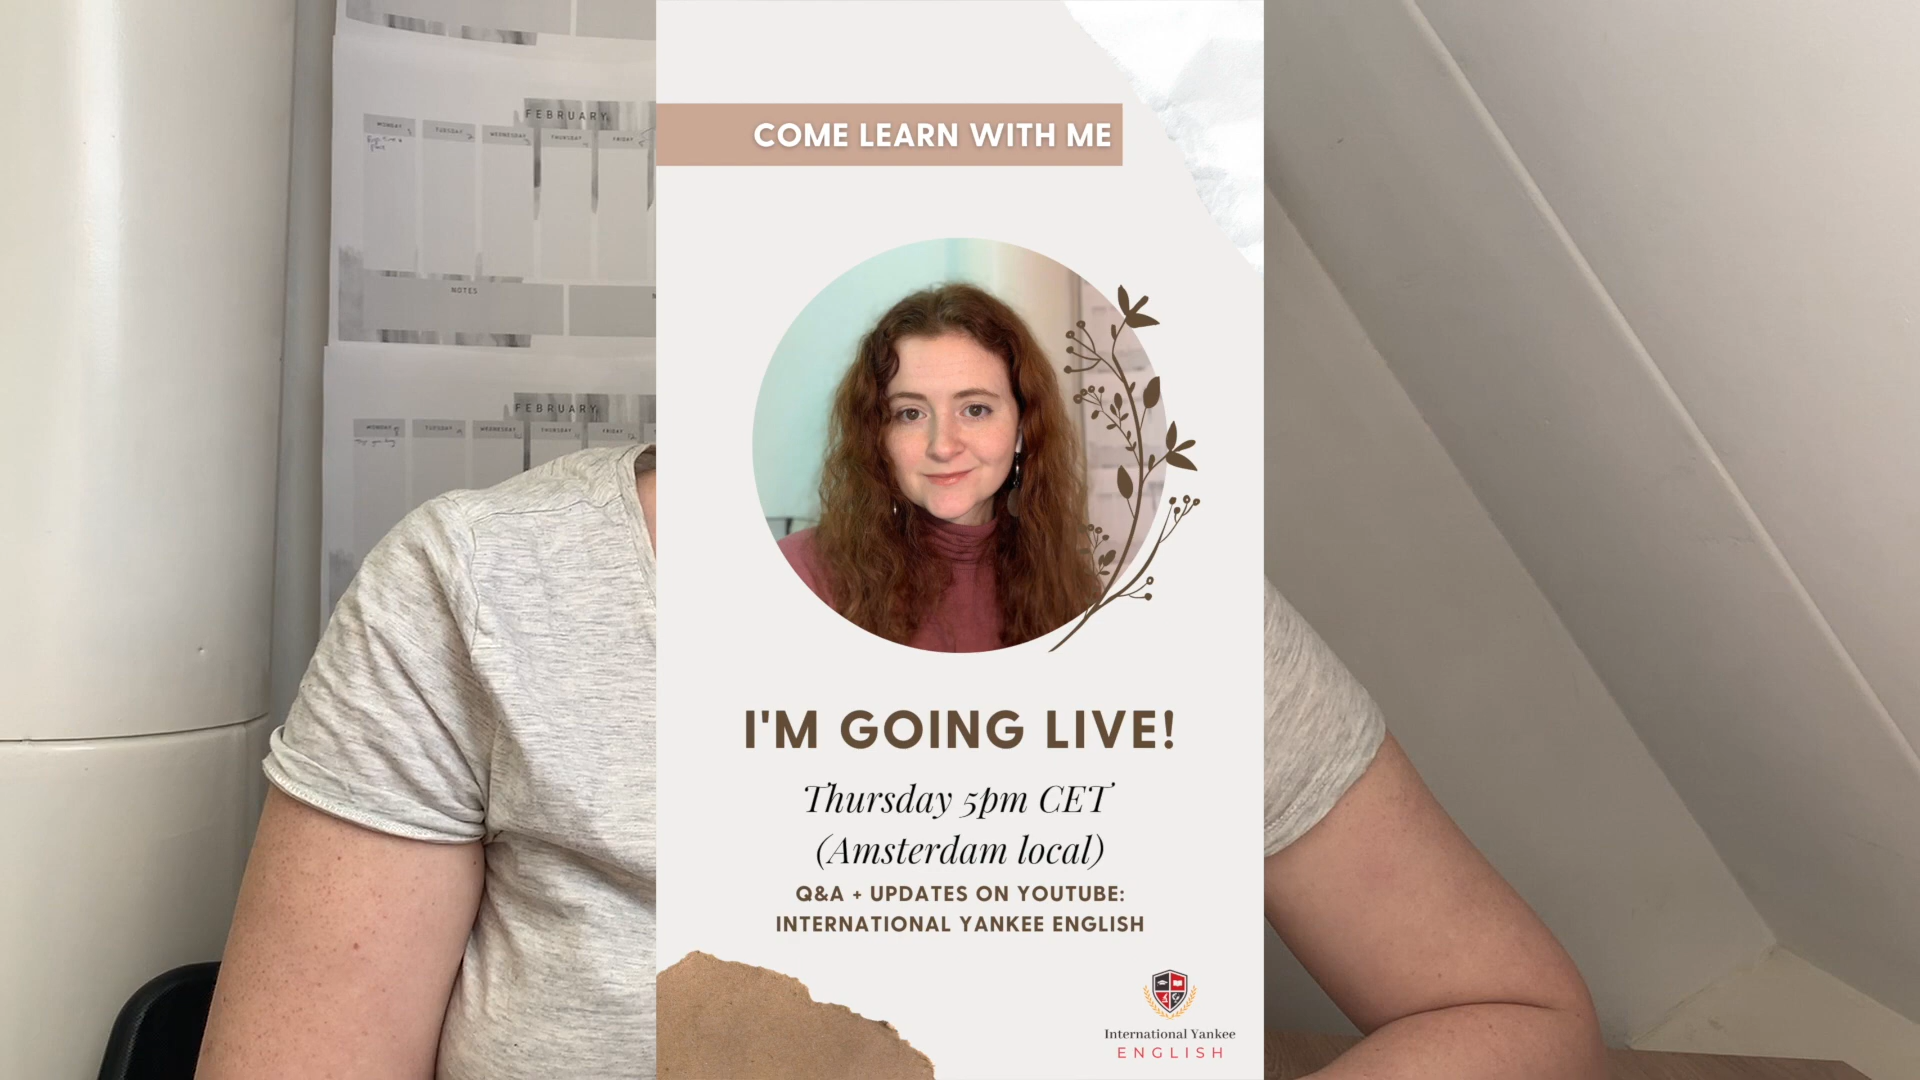 FEBRUARY
MONDAY
TUESDAY
WEDNESDAY
THURSDAY
FRIDAY
NOTES
FEBRUARY
MONDAY
TUESDAY
WEDNESDAY
THURSDAY
FRIDAY
COME LEARN WITH ME
I'M GOING LIVE!
Thursday 5pm CET
(Amsterdam local)
Q&A + UPDATES ON YOUTUBE:
INTERNATIONAL YANKEE ENGLISH
International Yankee
ENGLISH